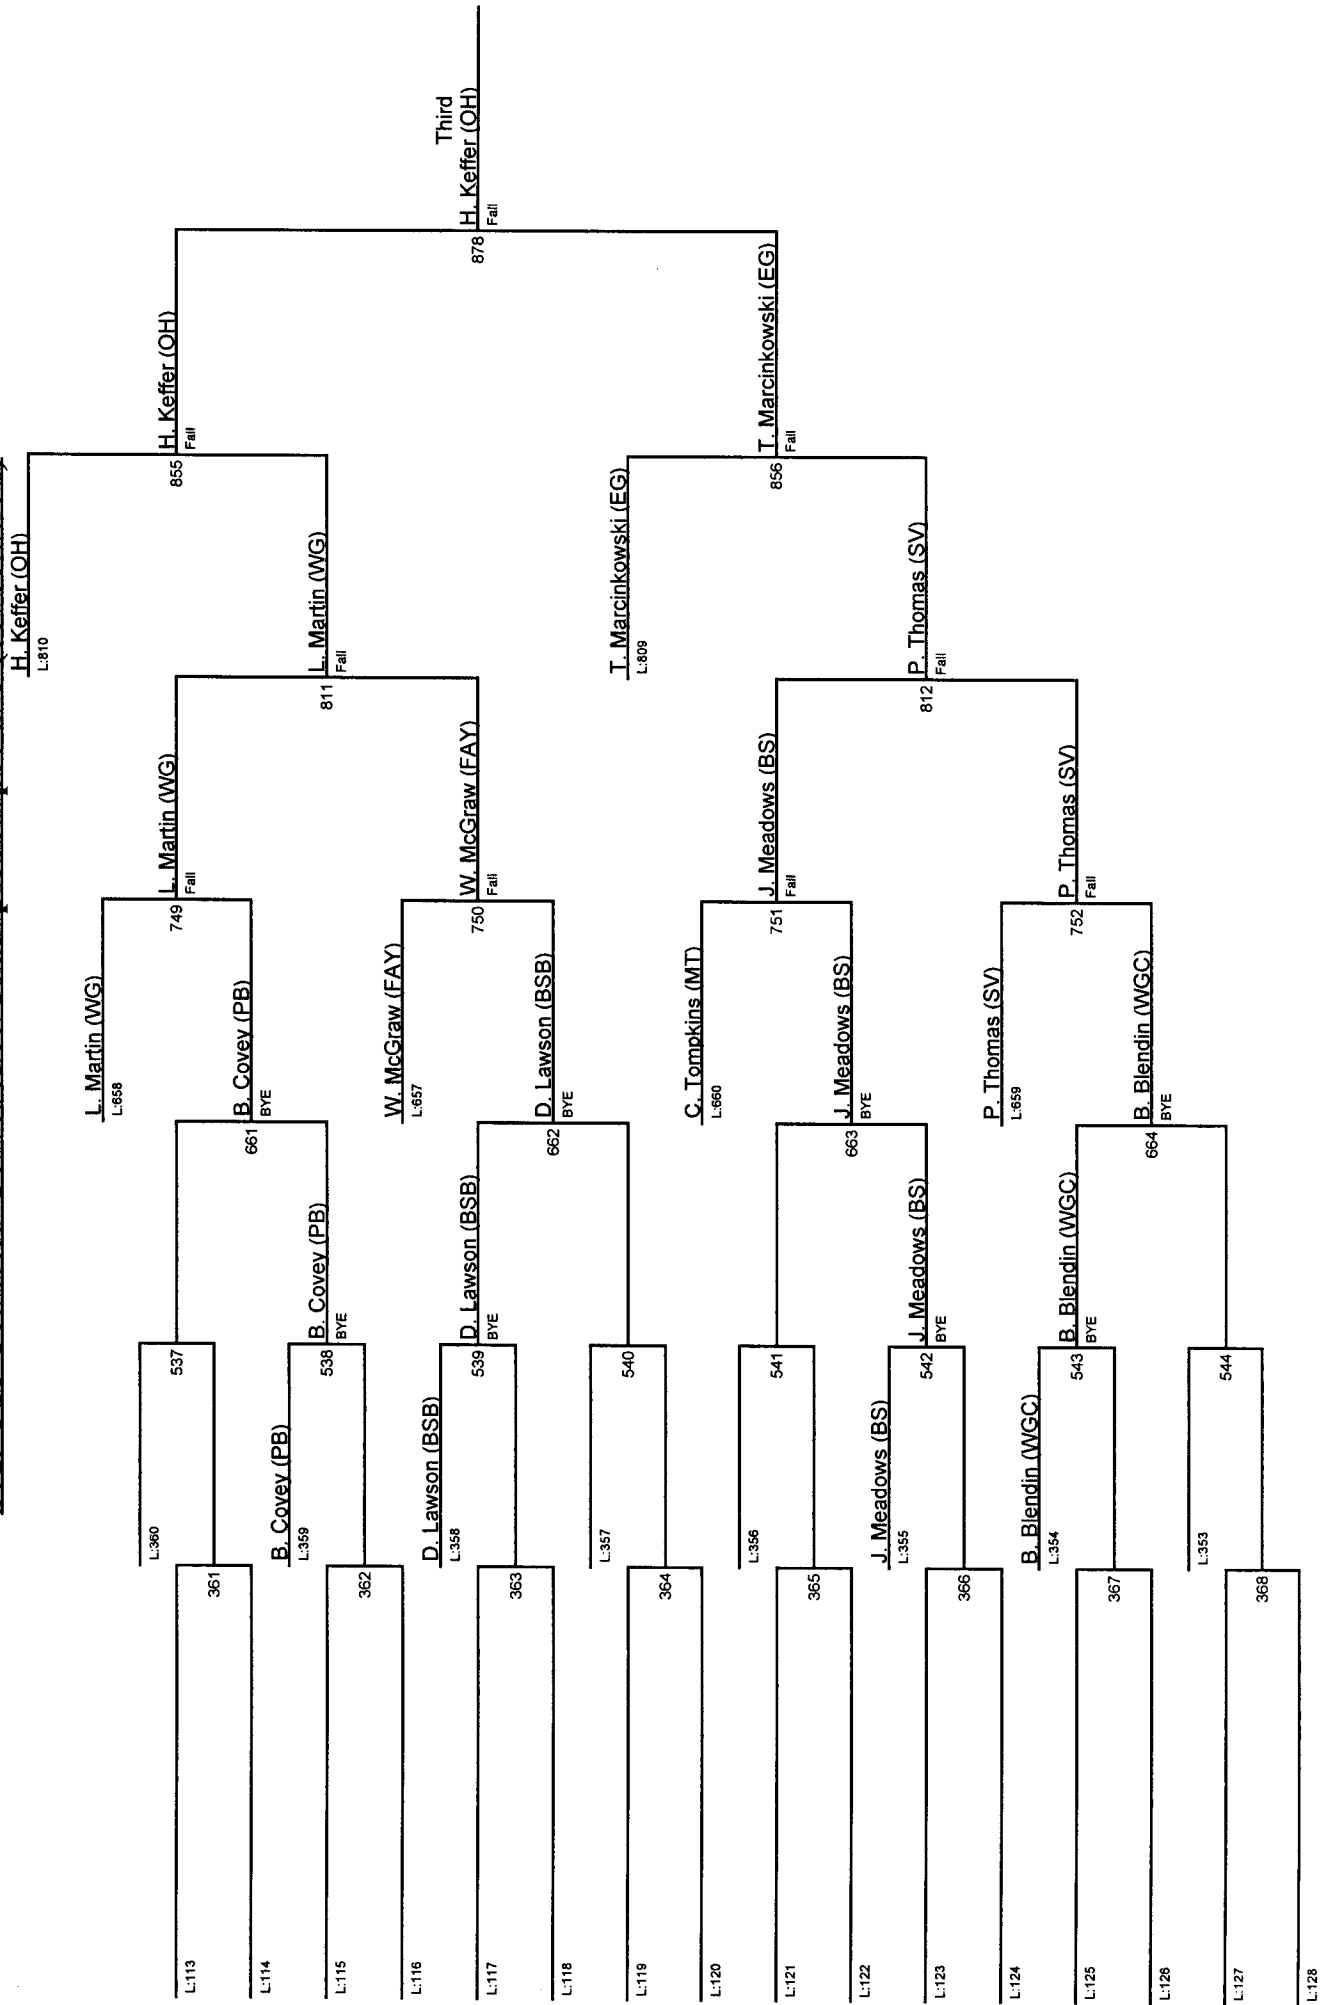 L:113
L:114
L:115
L:116
L:117
L:118
L:119
L:120
L:121
L:122
L:123
L:124
L:125
L:126
L:127
L:128
361
362
363
364
365
366
367
368
L:360
B. Covey (PB)
L:359
D. Lawson (BSB)
L:358
L:357
L:356
J. Meadows (BS)
L:355
B. Blendin (WGC)
L:354
L:353
537
538
539
540
541
542
543
544
B. Covey (PB)
BYE
D. Lawson (BSB)
BYE
J. Meadows (BS)
BYE
B. Blendin (WGC)
BYE
661
662
663
664
L. Martin (WG)
L:658
B. Covey (PB)
BYE
W. McGraw (FAY)
L:657
D. Lawson (BSB)
BYE
C. Tompkins (MT)
L:660
J. Meadows (BS)
BYE
P. Thomas (SV)
L:659
B. Blendin (WGC)
BYE
749
750
751
752
L. Martin (WG)
Fall
W. McGraw (FAY)
Fall
J. Meadows (BS)
Fall
P. Thomas (SV)
Fall
811
812
H. Keffer (OH)
L:810
L. Martin (WG)
Fall
T. Marcinkowski (EG)
L:809
P. Thomas (SV)
Fall
855
856
H. Keffer (OH)
Fall
T. Marcinkowski (EG)
Fall
878
Third
H. Keffer (OH)
Fall